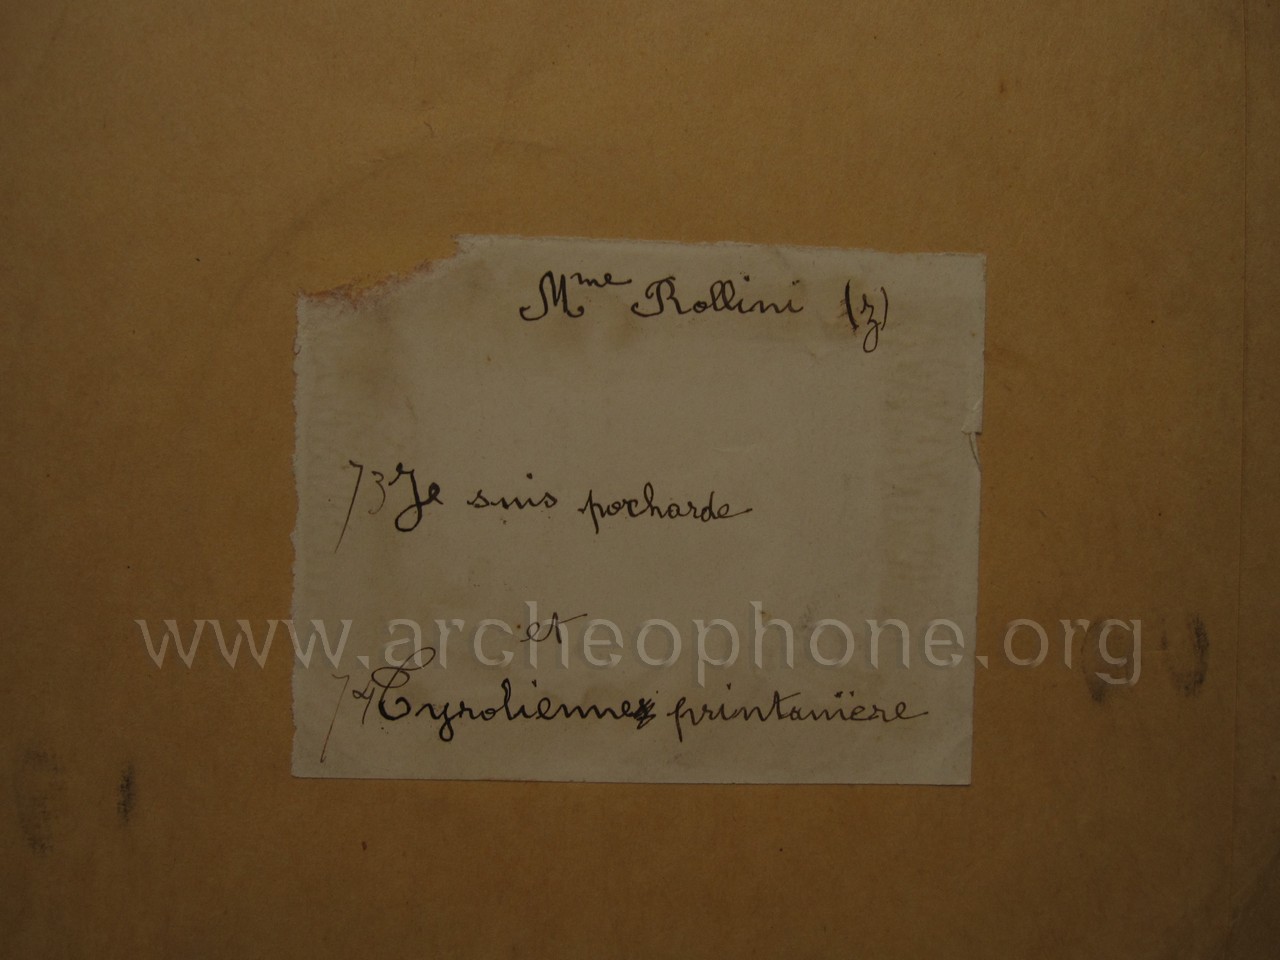 Mme Rollini (z)
73 Je suis pocharde
www.archeophone.org
et
74 Tyrolienne printanière